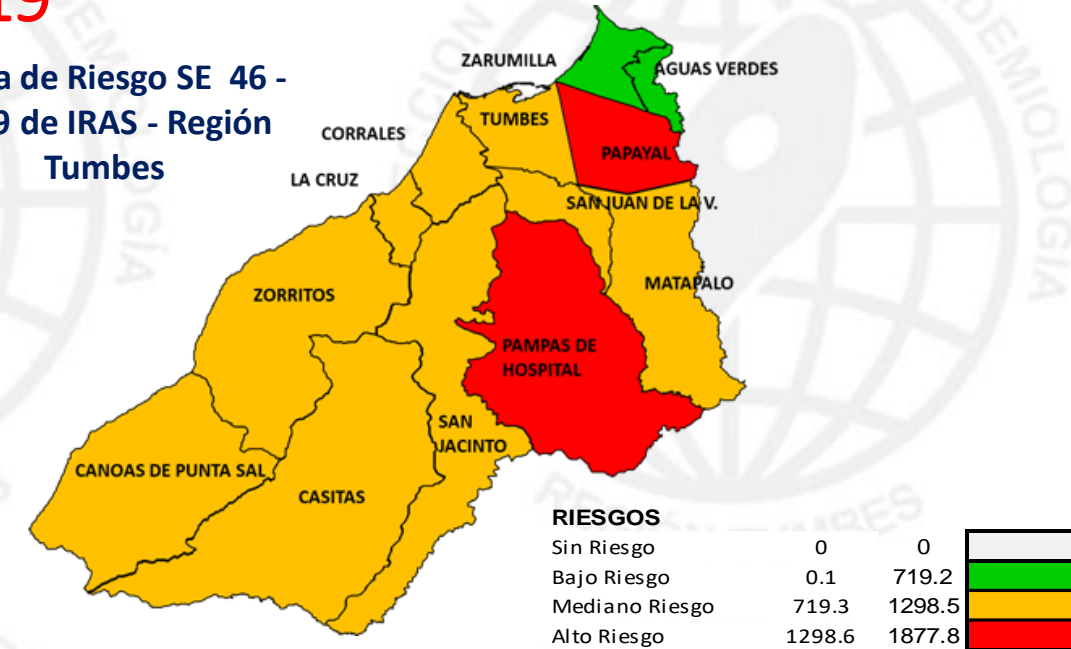 19
a de Riesgo SE 46 -
9 de IRAS - Región
Tumbes
ZARUMILLA
AGUAS VERDES
TUMBES
CORRALES
PAPAYAL
LA CRUZ
SAN JUAN DE LA V.
MATAPALO
ZORRITOS
PAMPAS DE
HOSPITAL
SAN
JACINTO
CANOAS DE PUNTA SAL
CASITAS
RIESGOS
Sin Riesgo 0 0
Bajo Riesgo 0.1 719.2
Mediano Riesgo 719.3 1298.5
Alto Riesgo 1298.6 1877.8